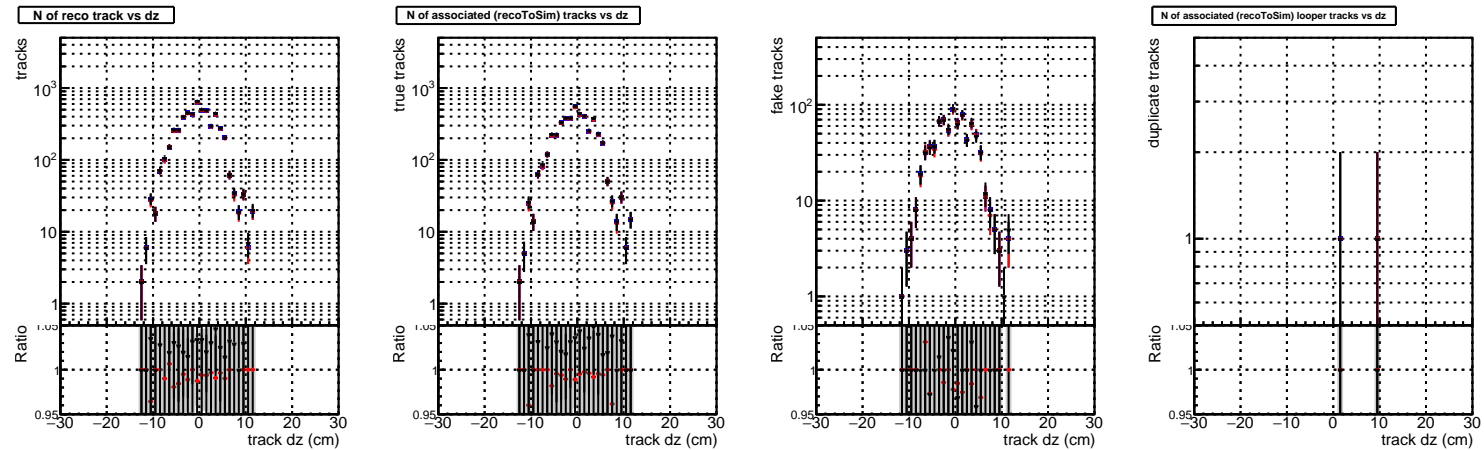 N of reco track vs dz
tracks
10³
10²
10
1
Ratio
1.05
1
0.95
−30 −20 −10 0 10 20 30
track dz (cm)
N of associated (recoToSim) tracks vs dz
true tracks
10³
10²
10
1
Ratio
1.05
1
0.95
−30 −20 −10 0 10 20 30
track dz (cm)
fake tracks
10²
10
1
Ratio
1.05
1
0.95
−30 −20 −10 0 10 20 30
track dz (cm)
N of associated (recoToSim) looper tracks vs dz
duplicate tracks
1
Ratio
1.05
1
0.95
−30 −20 −10 0 10 20 30
track dz (cm)